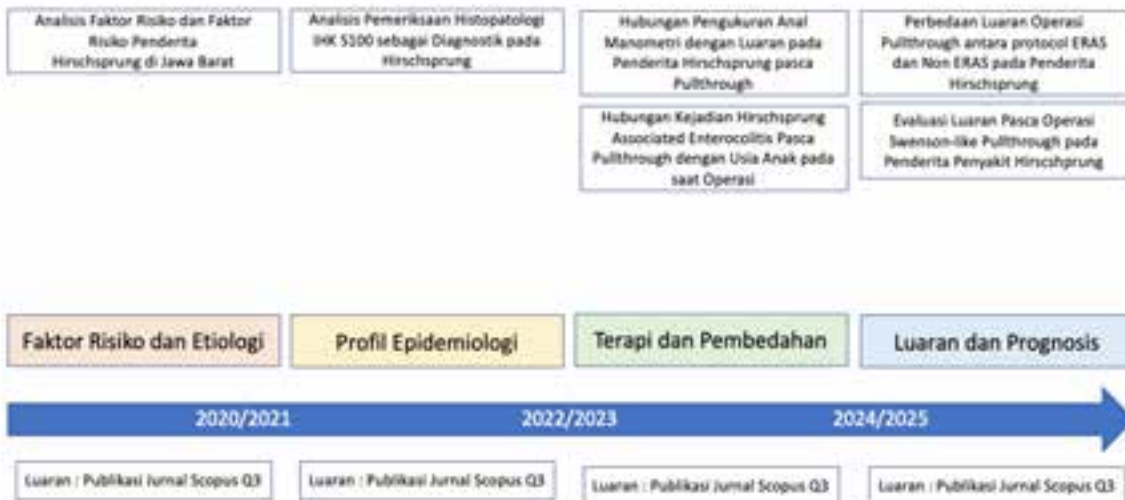 Analisis Faktor Risiko dan Faktor
Risiko Penderita
Hirschsprung di Jawa Barat
Analisis Pemeriksaan Histopatologi
IHK S100 sebagai Diagnostik pada
Hirschsprung
Hubungan Pengukuran Anal
Manometri dengan Luaran pada
Penderita Hirschsprung pasca
Pullthrough
Perbedaan Luaran Operasi
Pullthrough antara protocol ERAS
dan Non ERAS pada Penderita
Hirschsprung
Hubungan Kejadian Hirschsprung
Associated Enterocolitis Pasca
Pullthrough dengan Usia Anak pada
saat Operasi
Evaluasi Luaran Pasca Operasi
Swenson-like Pullthrough pada
Penderita Penyakit Hirscshprung
Faktor Risiko dan Etiologi
Profil Epidemiologi
Terapi dan Pembedahan
Luaran dan Prognosis
2020/2021
2022/2023
2024/2025
Luaran : Publikasi Jurnal Scopus Q3
Luaran : Publikasi Jurnal Scopus Q3
Luaran : Publikasi Jurnal Scopus Q3
Luaran : Publikasi Jurnal Scopus Q3